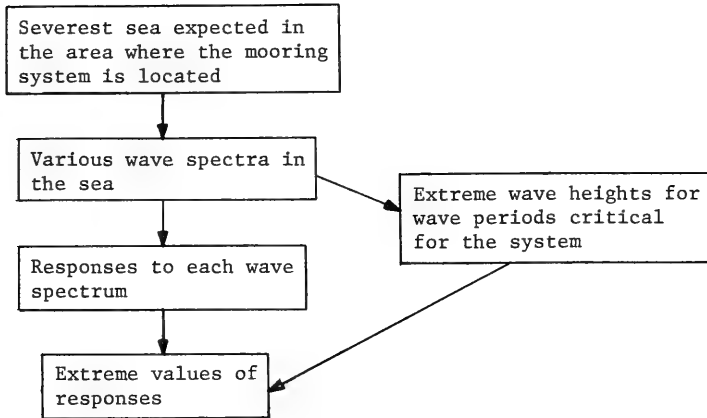 Severest sea expected in
the area where the mooring
system is located
Various wave spectra in
the sea
Extreme wave heights for
wave periods critical
for the system
Responses to each wave
spectrum
Extreme values of
responses